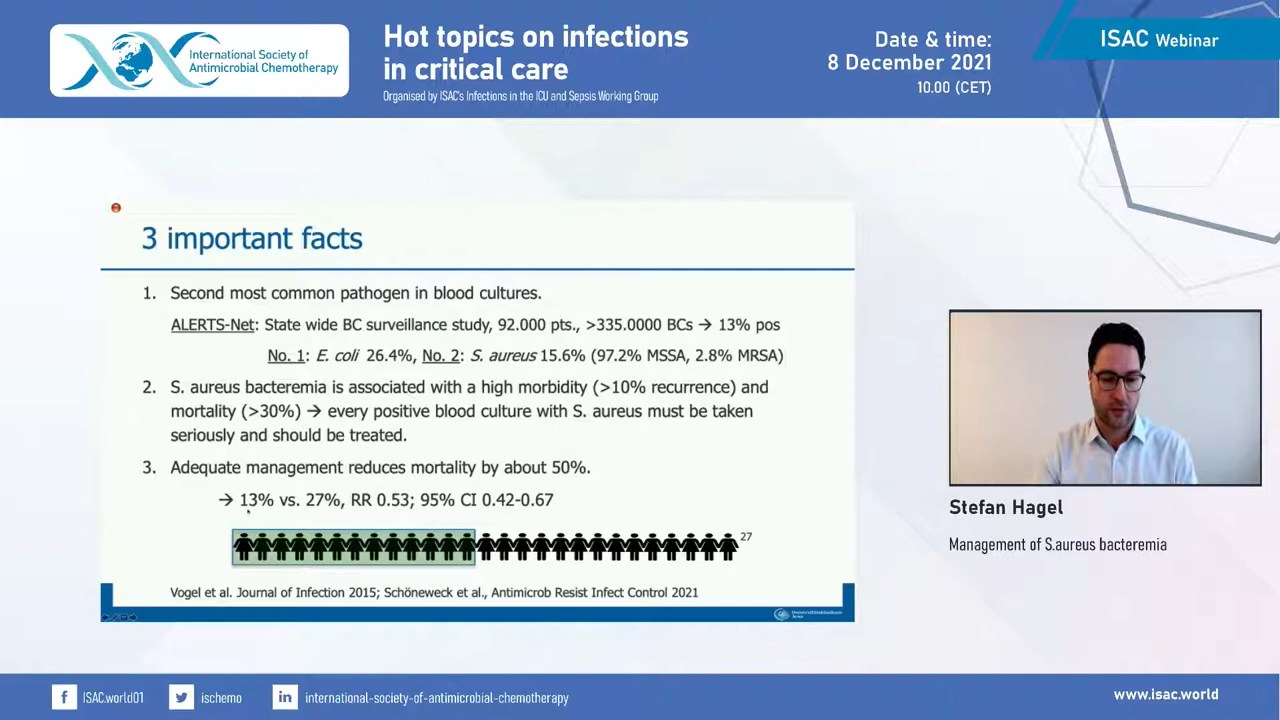 International Society of
Antimicrobial Chemotherapy
Hot topics on infections
in critical care
Organised by ISAC's Infections in the ICU and Sepsis Working Group
Date & time:
8 December 2021
10.00 (CET)
ISAC Webinar
3 important facts
1. Second most common pathogen in blood cultures.
ALERTS-Net: State wide BC surveillance study, 92.000 pts., >335.0000 BCs → 13% pos
No. 1: E. coli 26.4%, No. 2: S. aureus 15.6% (97.2% MSSA, 2.8% MRSA)
2. S. aureus bacteremia is associated with a high morbidity (>10% recurrence) and
mortality (>30%) → every positive blood culture with S. aureus must be taken
seriously and should be treated.
3. Adequate management reduces mortality by about 50%.
→ 13% vs. 27%, RR 0.53; 95% CI 0.42-0.67
27
Vogel et al. Journal of Infection 2015; Schöneweck et al., Antimicrob Resist Infect Control 2021
Stefan Hagel
Management of S.aureus bacteremia
ISAC.world01
ischemo
international-society-of-antimicrobial-chemotherapy
www.isac.world